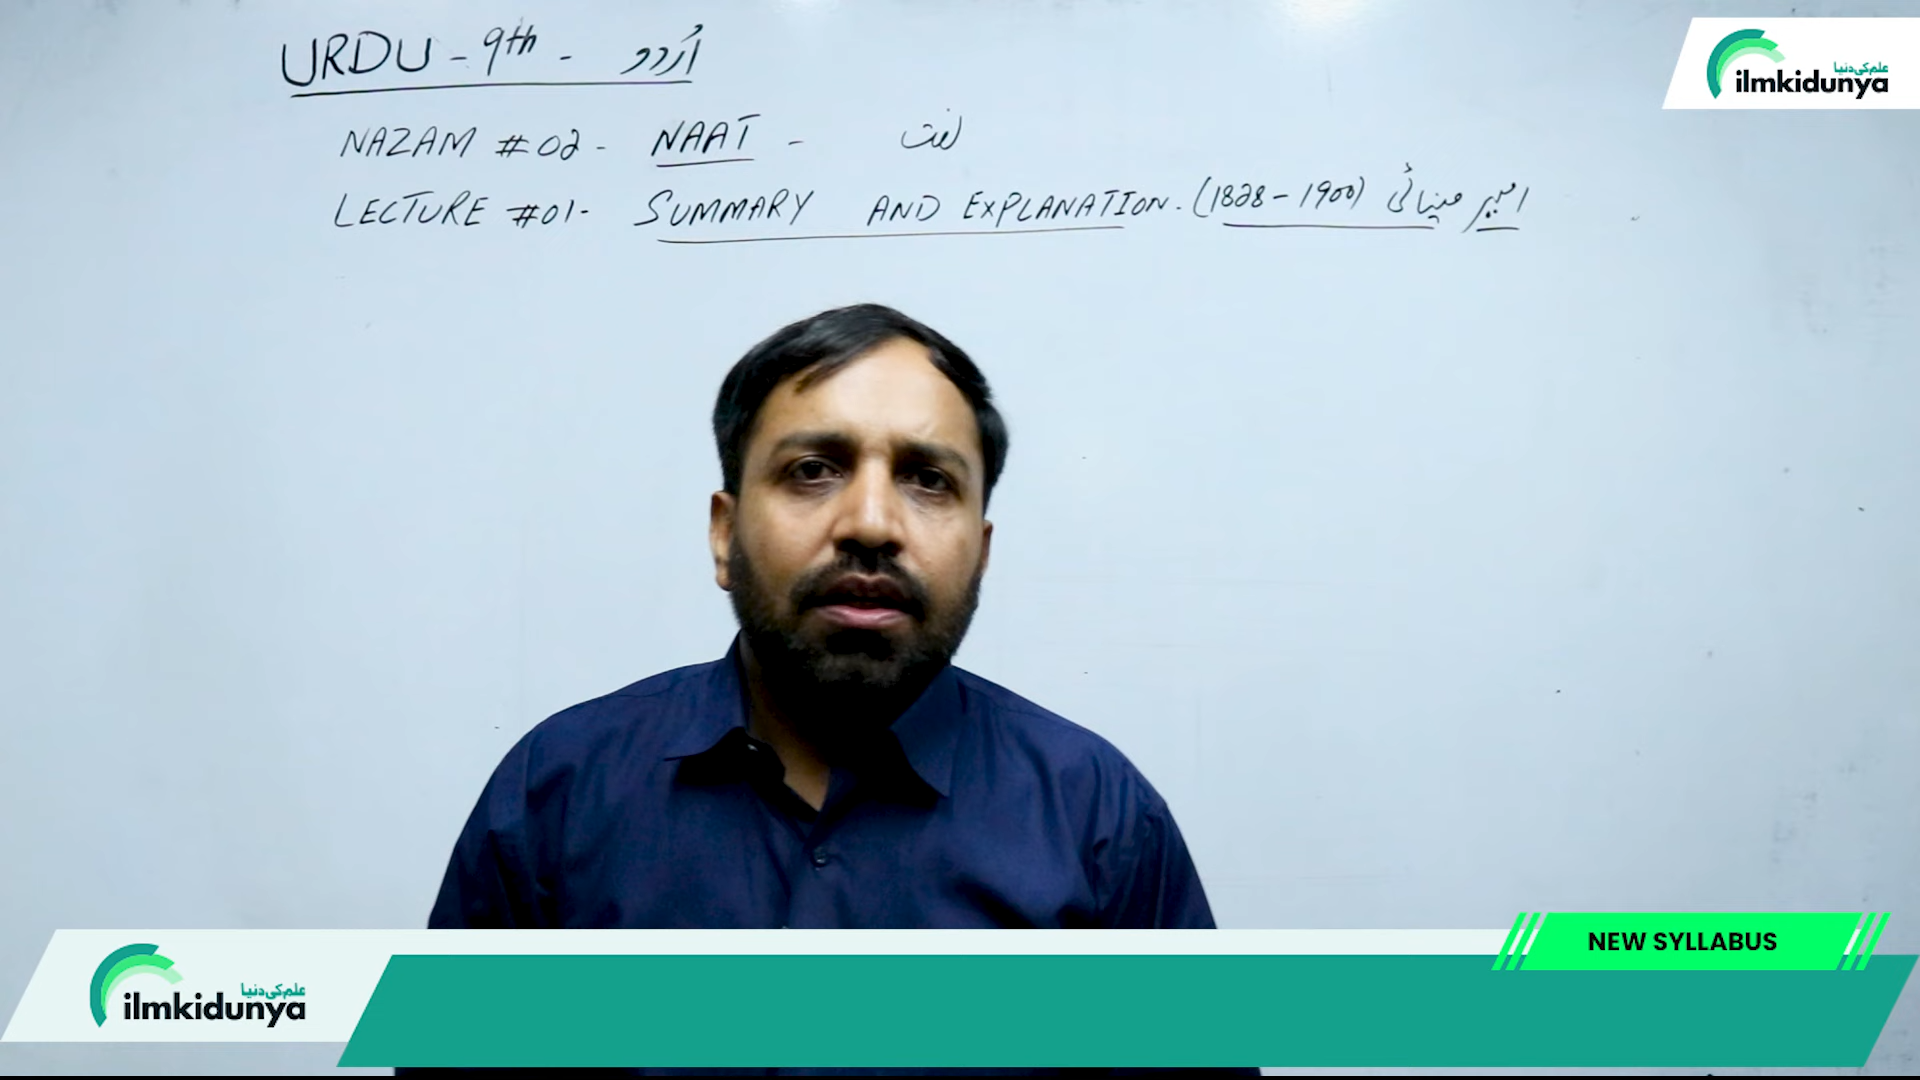 URDU - 9th - اُردو
علم کی دنیا
ilmkidunya
NAZAM #02 - NAAT - نعت
LECTURE #01- SUMMARY AND EXPLANATION. (1828-1900) امیر مینائی
NEW SYLLABUS
علم کی دنیا
ilmkidunya